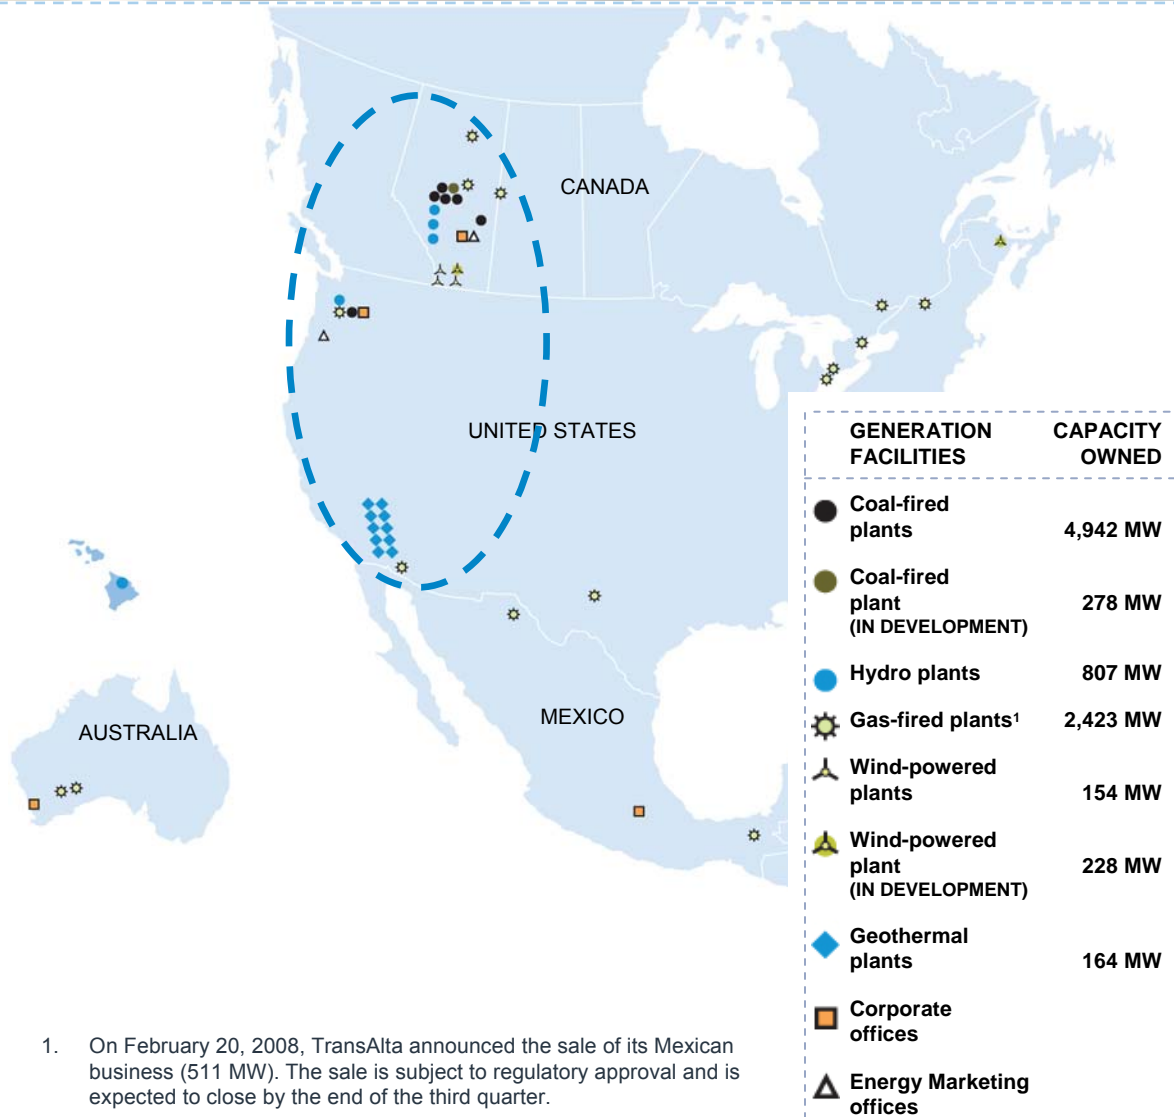 CANADA
UNITED STATES
MEXICO
AUSTRALIA
GENERATION FACILITIES CAPACITY OWNED
Coal-fired
plants 4,942 MW
Coal-fired
plant 278 MW
(IN DEVELOPMENT)
Hydro plants 807 MW
Gas-fired plants¹ 2,423 MW
Wind-powered
plants 154 MW
Wind-powered
plant 228 MW
(IN DEVELOPMENT)
Geothermal
plants 164 MW
Corporate
offices
Energy Marketing
offices
1. On February 20, 2008, TransAlta announced the sale of its Mexican
business (511 MW). The sale is subject to regulatory approval and is
expected to close by the end of the third quarter.